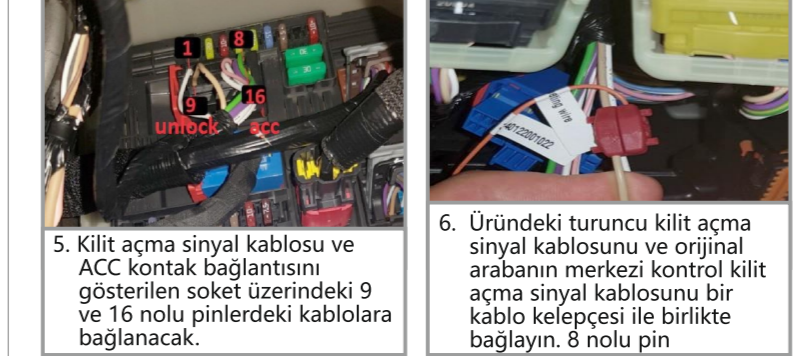 1
8
9
16
unlock
acc
5. Kilit açma sinyal kablosu ve
ACC kontak bağlantısını
gösterilen soket üzerindeki 9
ve 16 nolu pinlerdeki kablolara
bağlanacak.
wire
40122001022
6. Üründeki turuncu kilit açma
sinyal kablosunu ve orijinal
arabanın merkezi kontrol kilit
açma sinyal kablosunu bir
kablo kelepçesi ile birlikte
bağlayın. 8 nolu pin